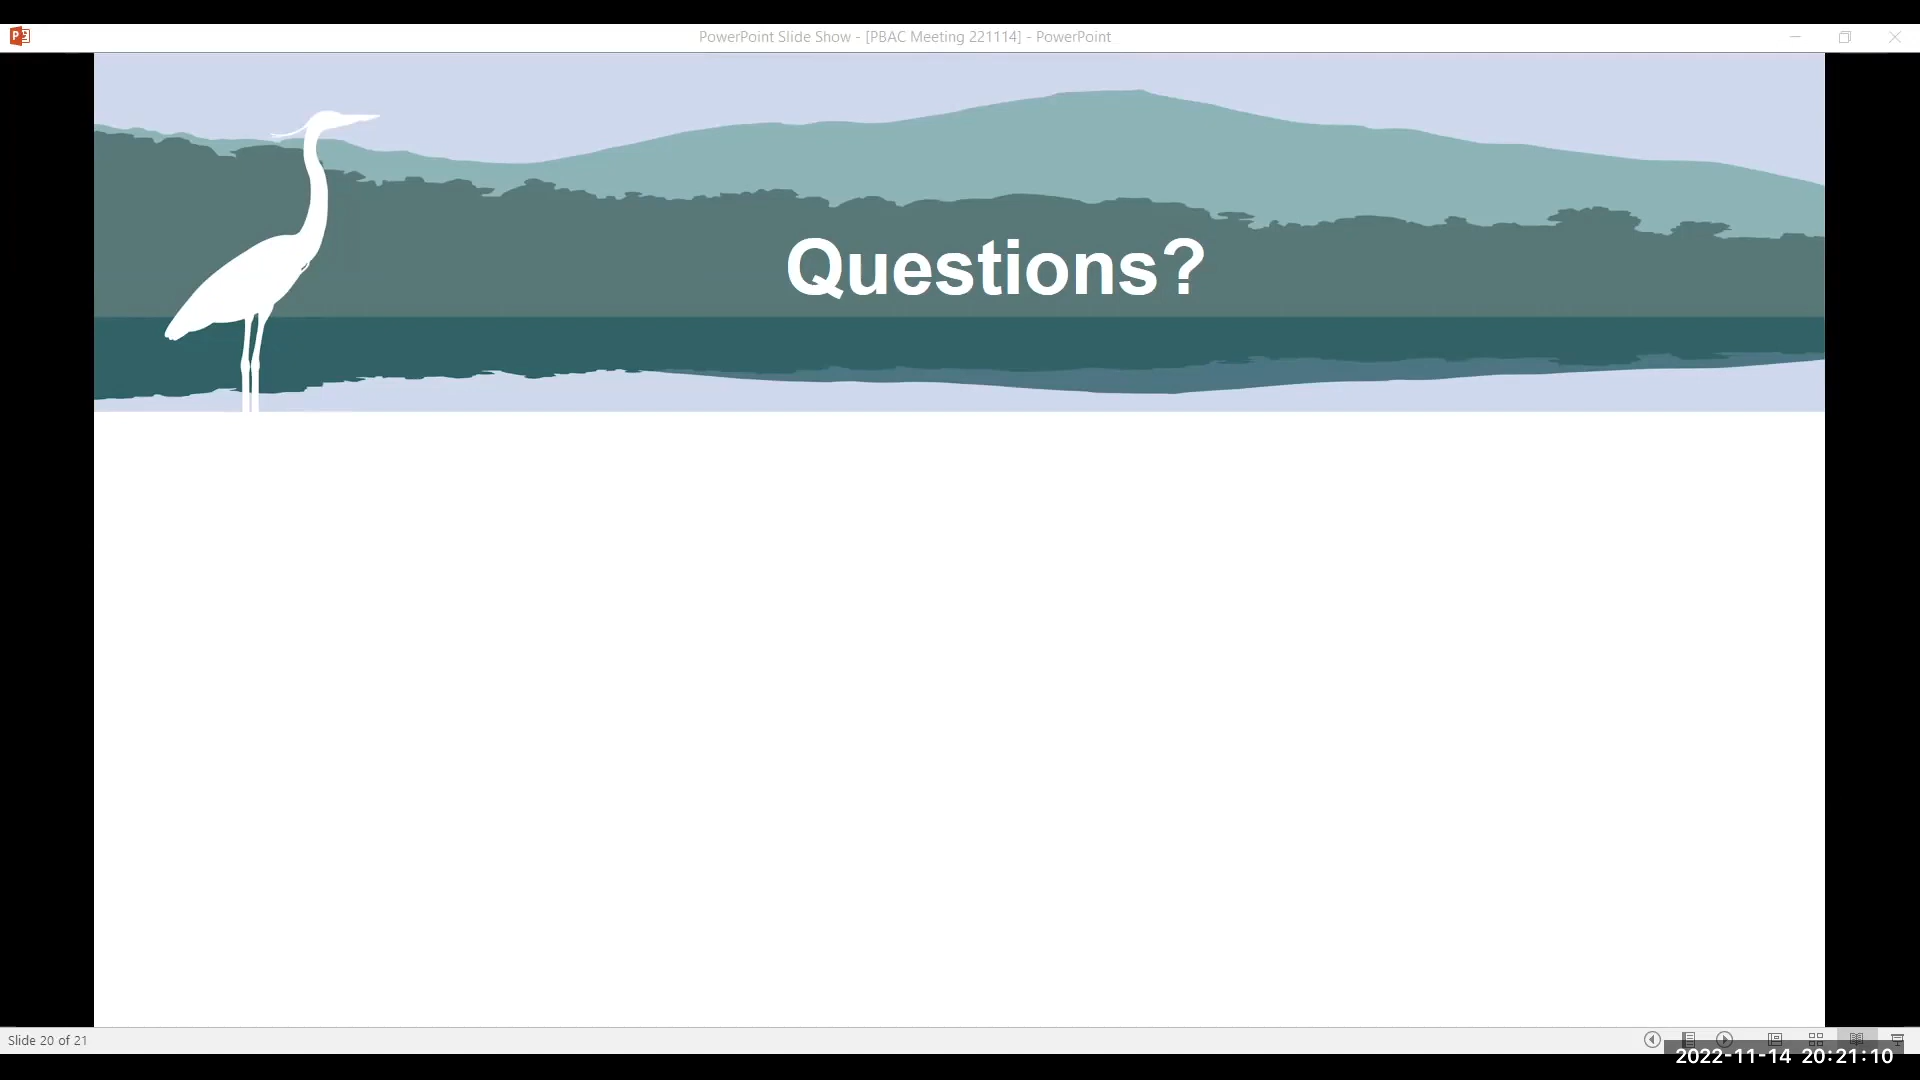 PowerPoint Slide Show - [PBAC Meeting 221114] - PowerPoint
Questions?
Slide 20 of 21
2022-11-14 20:21:10